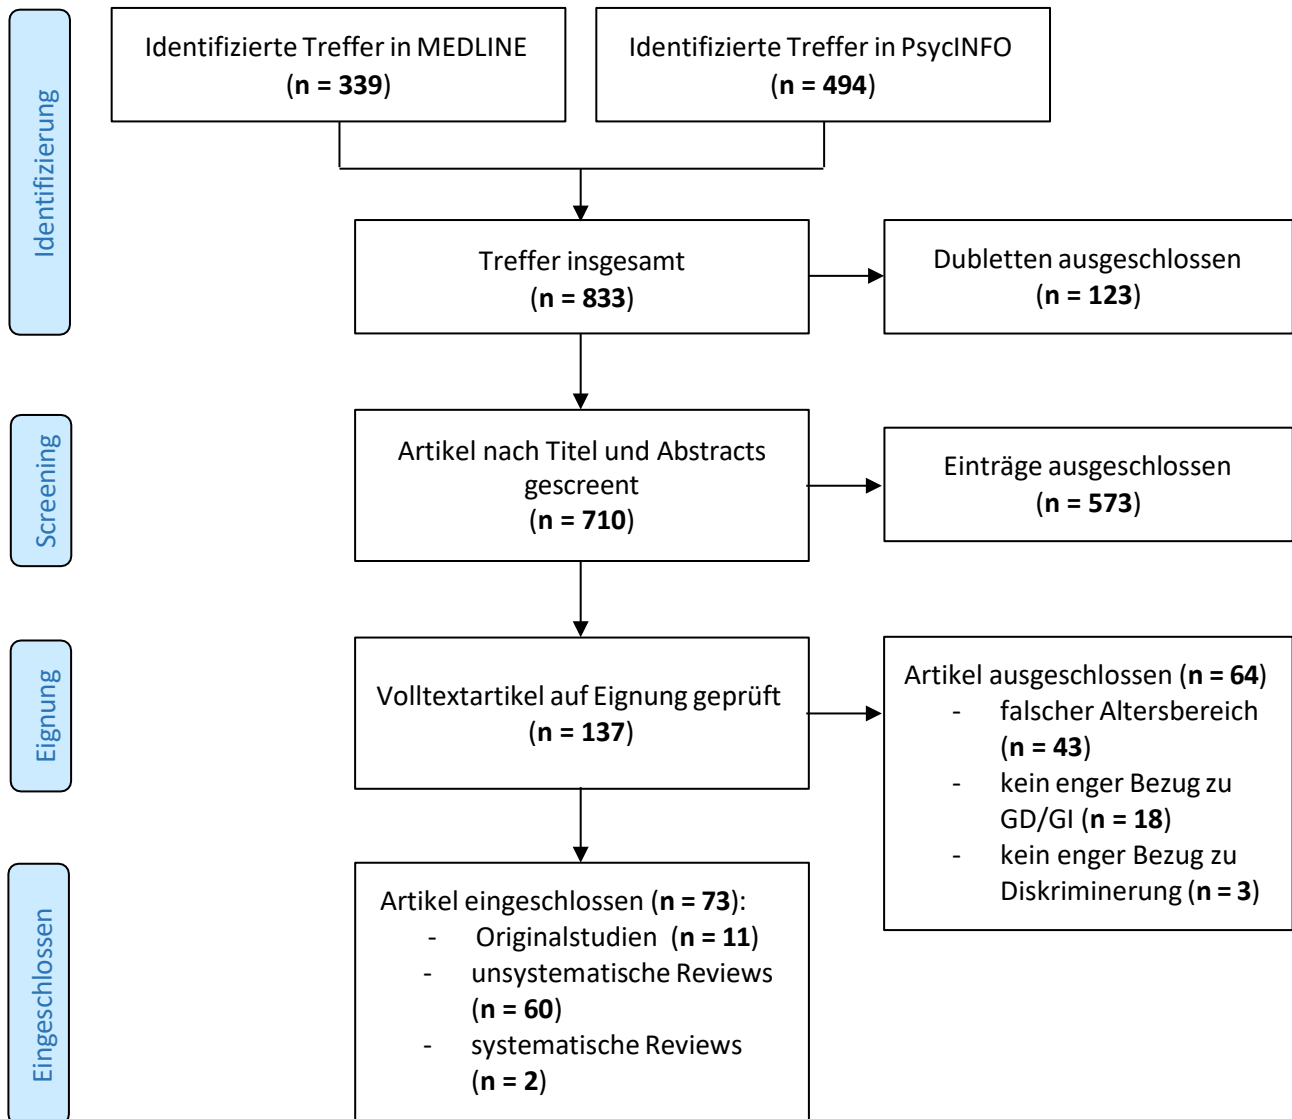 Identifizierung
Identifizierte Treffer in MEDLINE
(n = 339)
Identifizierte Treffer in PsycINFO
(n = 494)
Treffer insgesamt
(n = 833)
Dubletten ausgeschlossen
(n = 123)
Screening
Artikel nach Titel und Abstracts
gescreent
(n = 710)
Einträge ausgeschlossen
(n = 573)
Eignung
Volltextartikel auf Eignung geprüft
(n = 137)
Artikel ausgeschlossen (n = 64)
- falscher Altersbereich
(n = 43)
- kein enger Bezug zu
GD/GI (n = 18)
- kein enger Bezug zu
Diskriminerung (n = 3)
Eingeschlossen
Artikel eingeschlossen (n = 73):
- Originalstudien (n = 11)
- unsystematische Reviews
(n = 60)
- systematische Reviews
(n = 2)